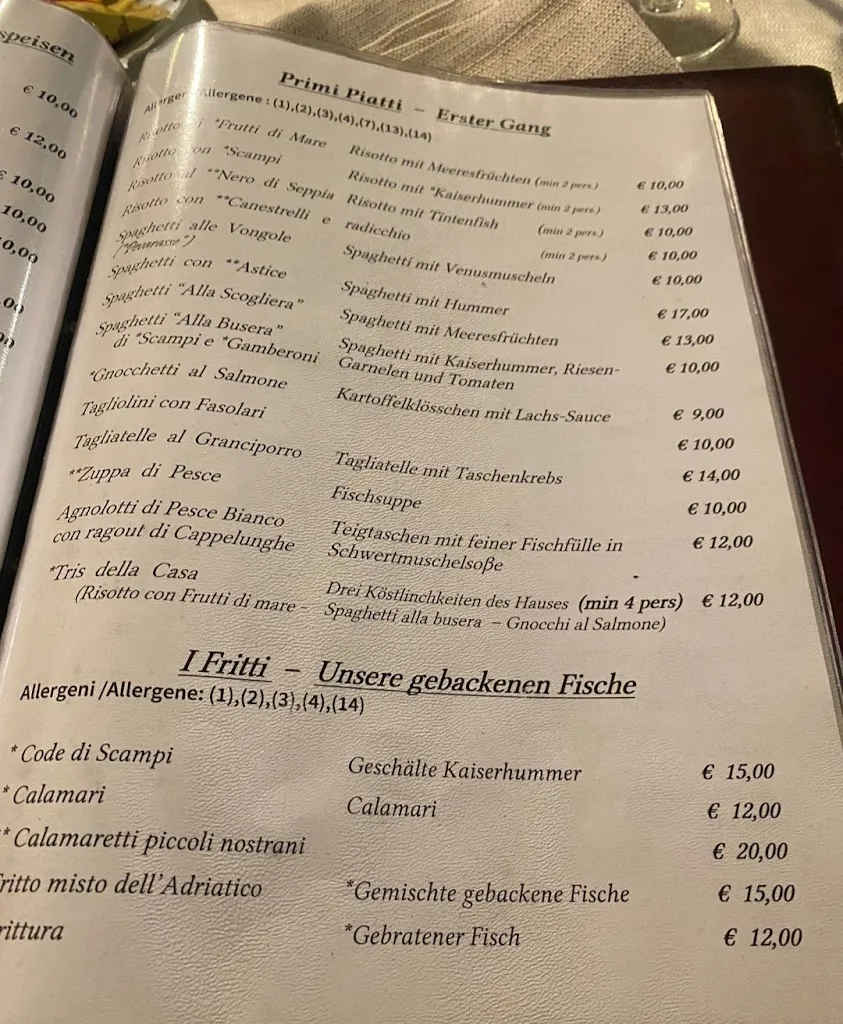 speisen
€ 10,00
€ 12,00
€ 10,00
10,00
0,00
00
Primi Piatti – Erster Gang
Allergene : (1),(2),(3),(4),(7),(13),(14)
*Frutti di Mare Risotto mit Meeresfrüchten (min 2 pers.) € 10,00
Risotto con *Scampi Risotto mit *Kaiserhummer (min 2 pers.) € 13,00
Risotto al **Nero di Seppia Risotto mit Tintenfish (min 2 pers.) € 10,00
Risotto con **Canestrelli e radicchio (min 2 pers.) € 10,00
Spaghetti alle Vongole Spaghetti mit Venusmuscheln € 10,00
("Peverasse")
Spaghetti con **Astice Spaghetti mit Hummer € 17,00
Spaghetti "Alla Scogliera" Spaghetti mit Meeresfrüchten € 13,00
Spaghetti "Alla Busera" Spaghetti mit Kaiserhummer, Riesen- € 10,00
di *Scampi e *Gamberoni Garnelen und Tomaten
*Gnocchetti al Salmone Kartoffelklösschen mit Lachs-Sauce € 9,00
Tagliolini con Fasolari € 10,00
Tagliatelle al Granciporro Tagliatelle mit Taschenkrebs € 14,00
**Zuppa di Pesce Fischsuppe € 10,00
Agnolotti di Pesce Bianco Teigtaschen mit feiner Fischfülle in € 12,00
con ragout di Cappelunghe Schwertmuschelsoße
*Tris della Casa Drei Köstlinchkeiten des Hauses (min 4 pers) € 12,00
(Risotto con Frutti di mare - Spaghetti alla busera – Gnocchi al Salmone)
I Fritti – Unsere gebackenen Fische
Allergeni /Allergene: (1),(2),(3),(4),(14)
* Code di Scampi Geschälte Kaiserhummer € 15,00
* Calamari Calamari € 12,00
** Calamaretti piccoli nostrani € 20,00
ritto misto dell'Adriatico *Gemischte gebackene Fische € 15,00
rittura *Gebratener Fisch € 12,00